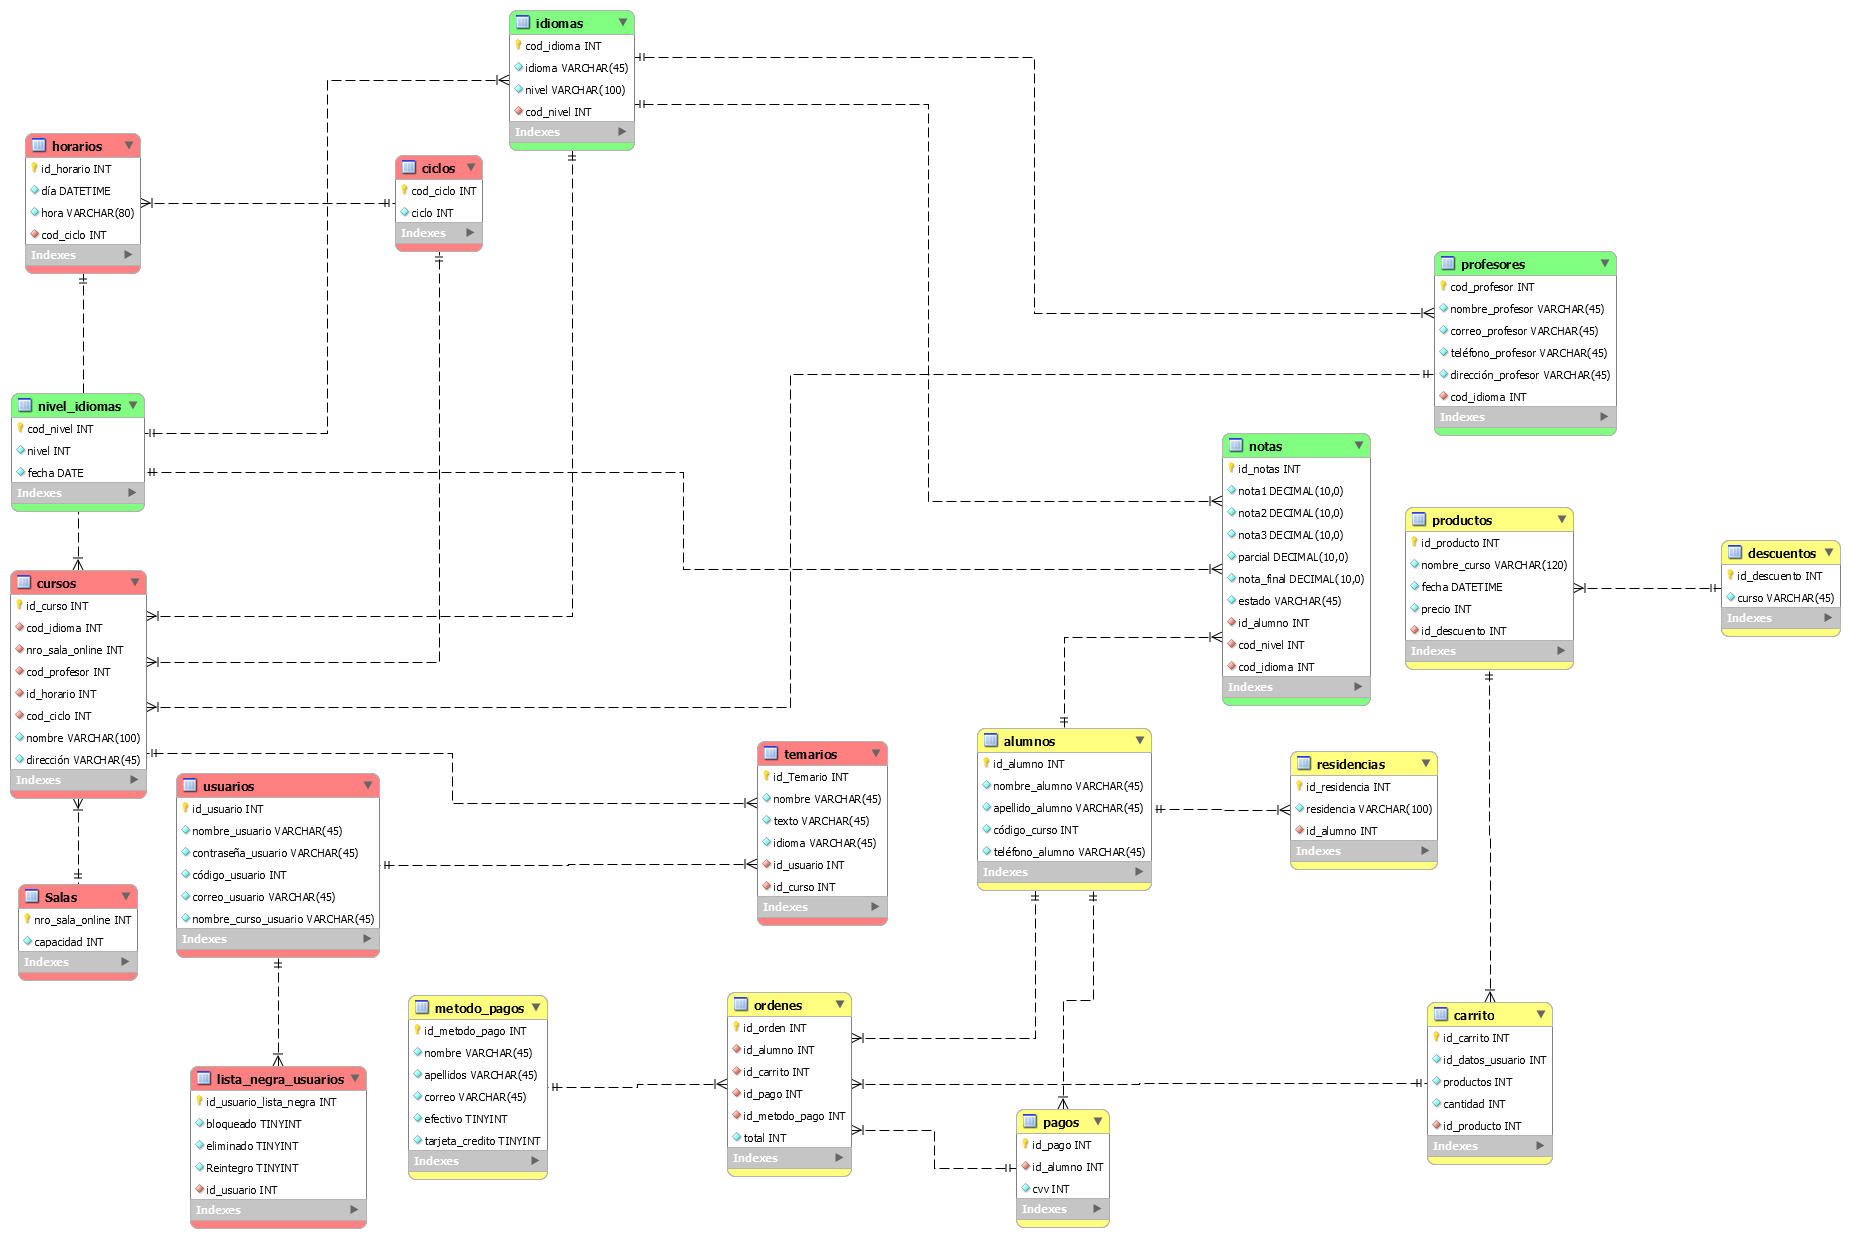 idiomas
cod_idioma INT
idioma VARCHAR(45)
nivel VARCHAR(100)
cod_nivel INT
Indexes
horarios
id_horario INT
día DATETIME
hora VARCHAR(80)
cod_ciclo INT
Indexes
ciclos
cod_ciclo INT
ciclo INT
Indexes
profesores
cod_profesor INT
nombre_profesor VARCHAR(45)
correo_profesor VARCHAR(45)
teléfono_profesor VARCHAR(45)
dirección_profesor VARCHAR(45)
cod_idioma INT
Indexes
nivel_idiomas
cod_nivel INT
nivel INT
fecha DATE
Indexes
notas
id_notas INT
nota1 DECIMAL(10,0)
nota2 DECIMAL(10,0)
nota3 DECIMAL(10,0)
parcial DECIMAL(10,0)
nota_final DECIMAL(10,0)
estado VARCHAR(45)
id_alumno INT
cod_nivel INT
cod_idioma INT
Indexes
productos
id_producto INT
nombre_curso VARCHAR(120)
fecha DATETIME
precio INT
id_descuento INT
Indexes
descuentos
id_descuento INT
curso VARCHAR(45)
Indexes
cursos
id_curso INT
cod_idioma INT
nro_sala_online INT
cod_profesor INT
id_horario INT
cod_ciclo INT
nombre VARCHAR(100)
dirección VARCHAR(45)
Indexes
usuarios
id_usuario INT
nombre_usuario VARCHAR(45)
contraseña_usuario VARCHAR(45)
código_usuario INT
correo_usuario VARCHAR(45)
nombre_curso_usuario VARCHAR(45)
Indexes
temarios
id_Temario INT
nombre VARCHAR(45)
texto VARCHAR(45)
idioma VARCHAR(45)
id_usuario INT
id_curso INT
Indexes
alumnos
id_alumno INT
nombre_alumno VARCHAR(45)
apellido_alumno VARCHAR(45)
código_curso INT
teléfono_alumno VARCHAR(45)
Indexes
residencias
id_residencia INT
residencia VARCHAR(100)
id_alumno INT
Indexes
Salas
nro_sala_online INT
capacidad INT
Indexes
metodo_pagos
id_metodo_pago INT
nombre VARCHAR(45)
apellidos VARCHAR(45)
correo VARCHAR(45)
efectivo TINYINT
tarjeta_credito TINYINT
Indexes
ordenes
id_orden INT
id_alumno INT
id_carrito INT
id_pago INT
id_metodo_pago INT
total INT
Indexes
carrito
id_carrito INT
id_datos_usuario INT
productos INT
cantidad INT
id_producto INT
Indexes
lista_negra_usuarios
id_usuario_lista_negra INT
bloqueado TINYINT
eliminado TINYINT
Reintegro TINYINT
id_usuario INT
Indexes
pagos
id_pago INT
id_alumno INT
cvv INT
Indexes